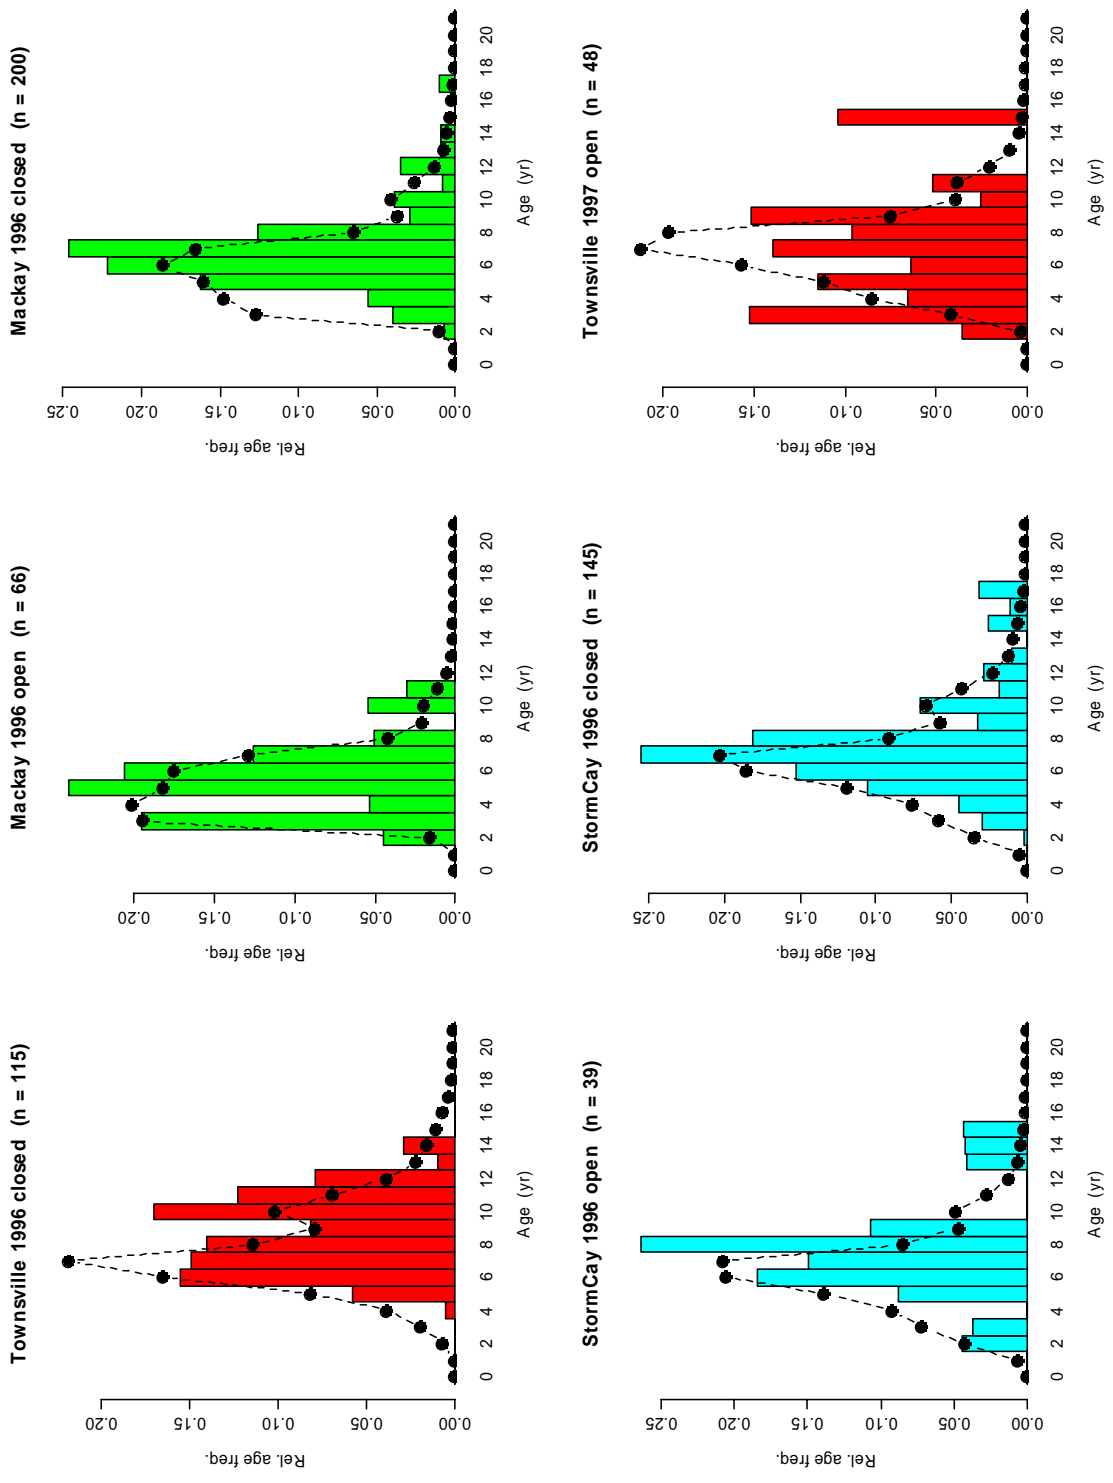 Townsville 1996 closed (n = 115)
Rel. age freq.
0.00 0.05 0.10 0.15 0.20
0 2 4 6 8 10 12 14 16 18 20
Age (yr)
Mackay 1996 open (n = 66)
Rel. age freq.
0.00 0.05 0.10 0.15 0.20
0 2 4 6 8 10 12 14 16 18 20
Age (yr)
Mackay 1996 closed (n = 200)
Rel. age freq.
0.00 0.05 0.10 0.15 0.20 0.25
0 2 4 6 8 10 12 14 16 18 20
Age (yr)
StormCay 1996 open (n = 39)
Rel. age freq.
0.00 0.05 0.10 0.15 0.20 0.25
0 2 4 6 8 10 12 14 16 18 20
Age (yr)
StormCay 1996 closed (n = 145)
Rel. age freq.
0.00 0.05 0.10 0.15 0.20 0.25
0 2 4 6 8 10 12 14 16 18 20
Age (yr)
Townsville 1997 open (n = 48)
Rel. age freq.
0.00 0.05 0.10 0.15 0.20
0 2 4 6 8 10 12 14 16 18 20
Age (yr)